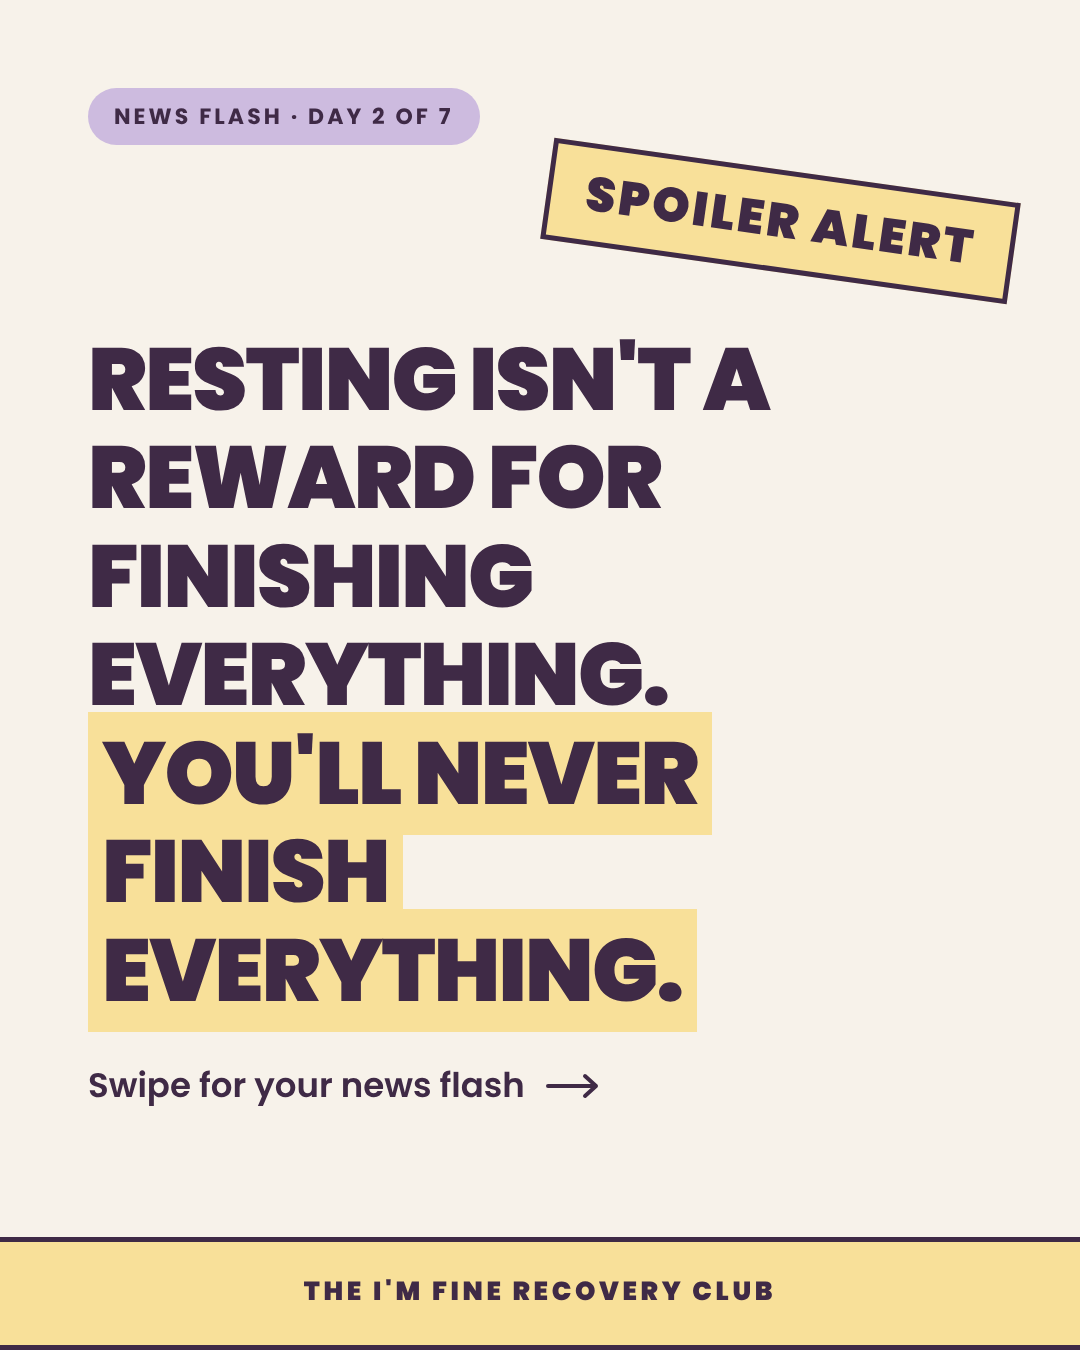 NEWS FLASH · DAY 2 OF 7
SPOILER ALERT
RESTING ISN'T A
REWARD FOR
FINISHING
EVERYTHING.
YOU'LL NEVER
FINISH
EVERYTHING.
Swipe for your news flash →
THE I'M FINE RECOVERY CLUB